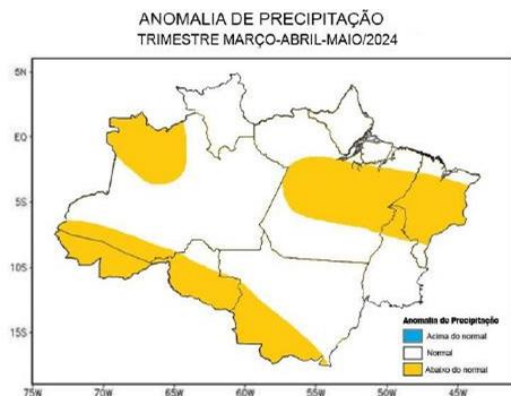 ANOMALIA DE PRECIPITAÇÃO
TRIMESTRE MARÇO-ABRIL-MAIO/2024
5N
EQ
5S
10S
15S
Anomalia de Precipitação
Acima do normal
Normal
Abaixo do normal
75W 70W 65W 60W 55W 50W 45W